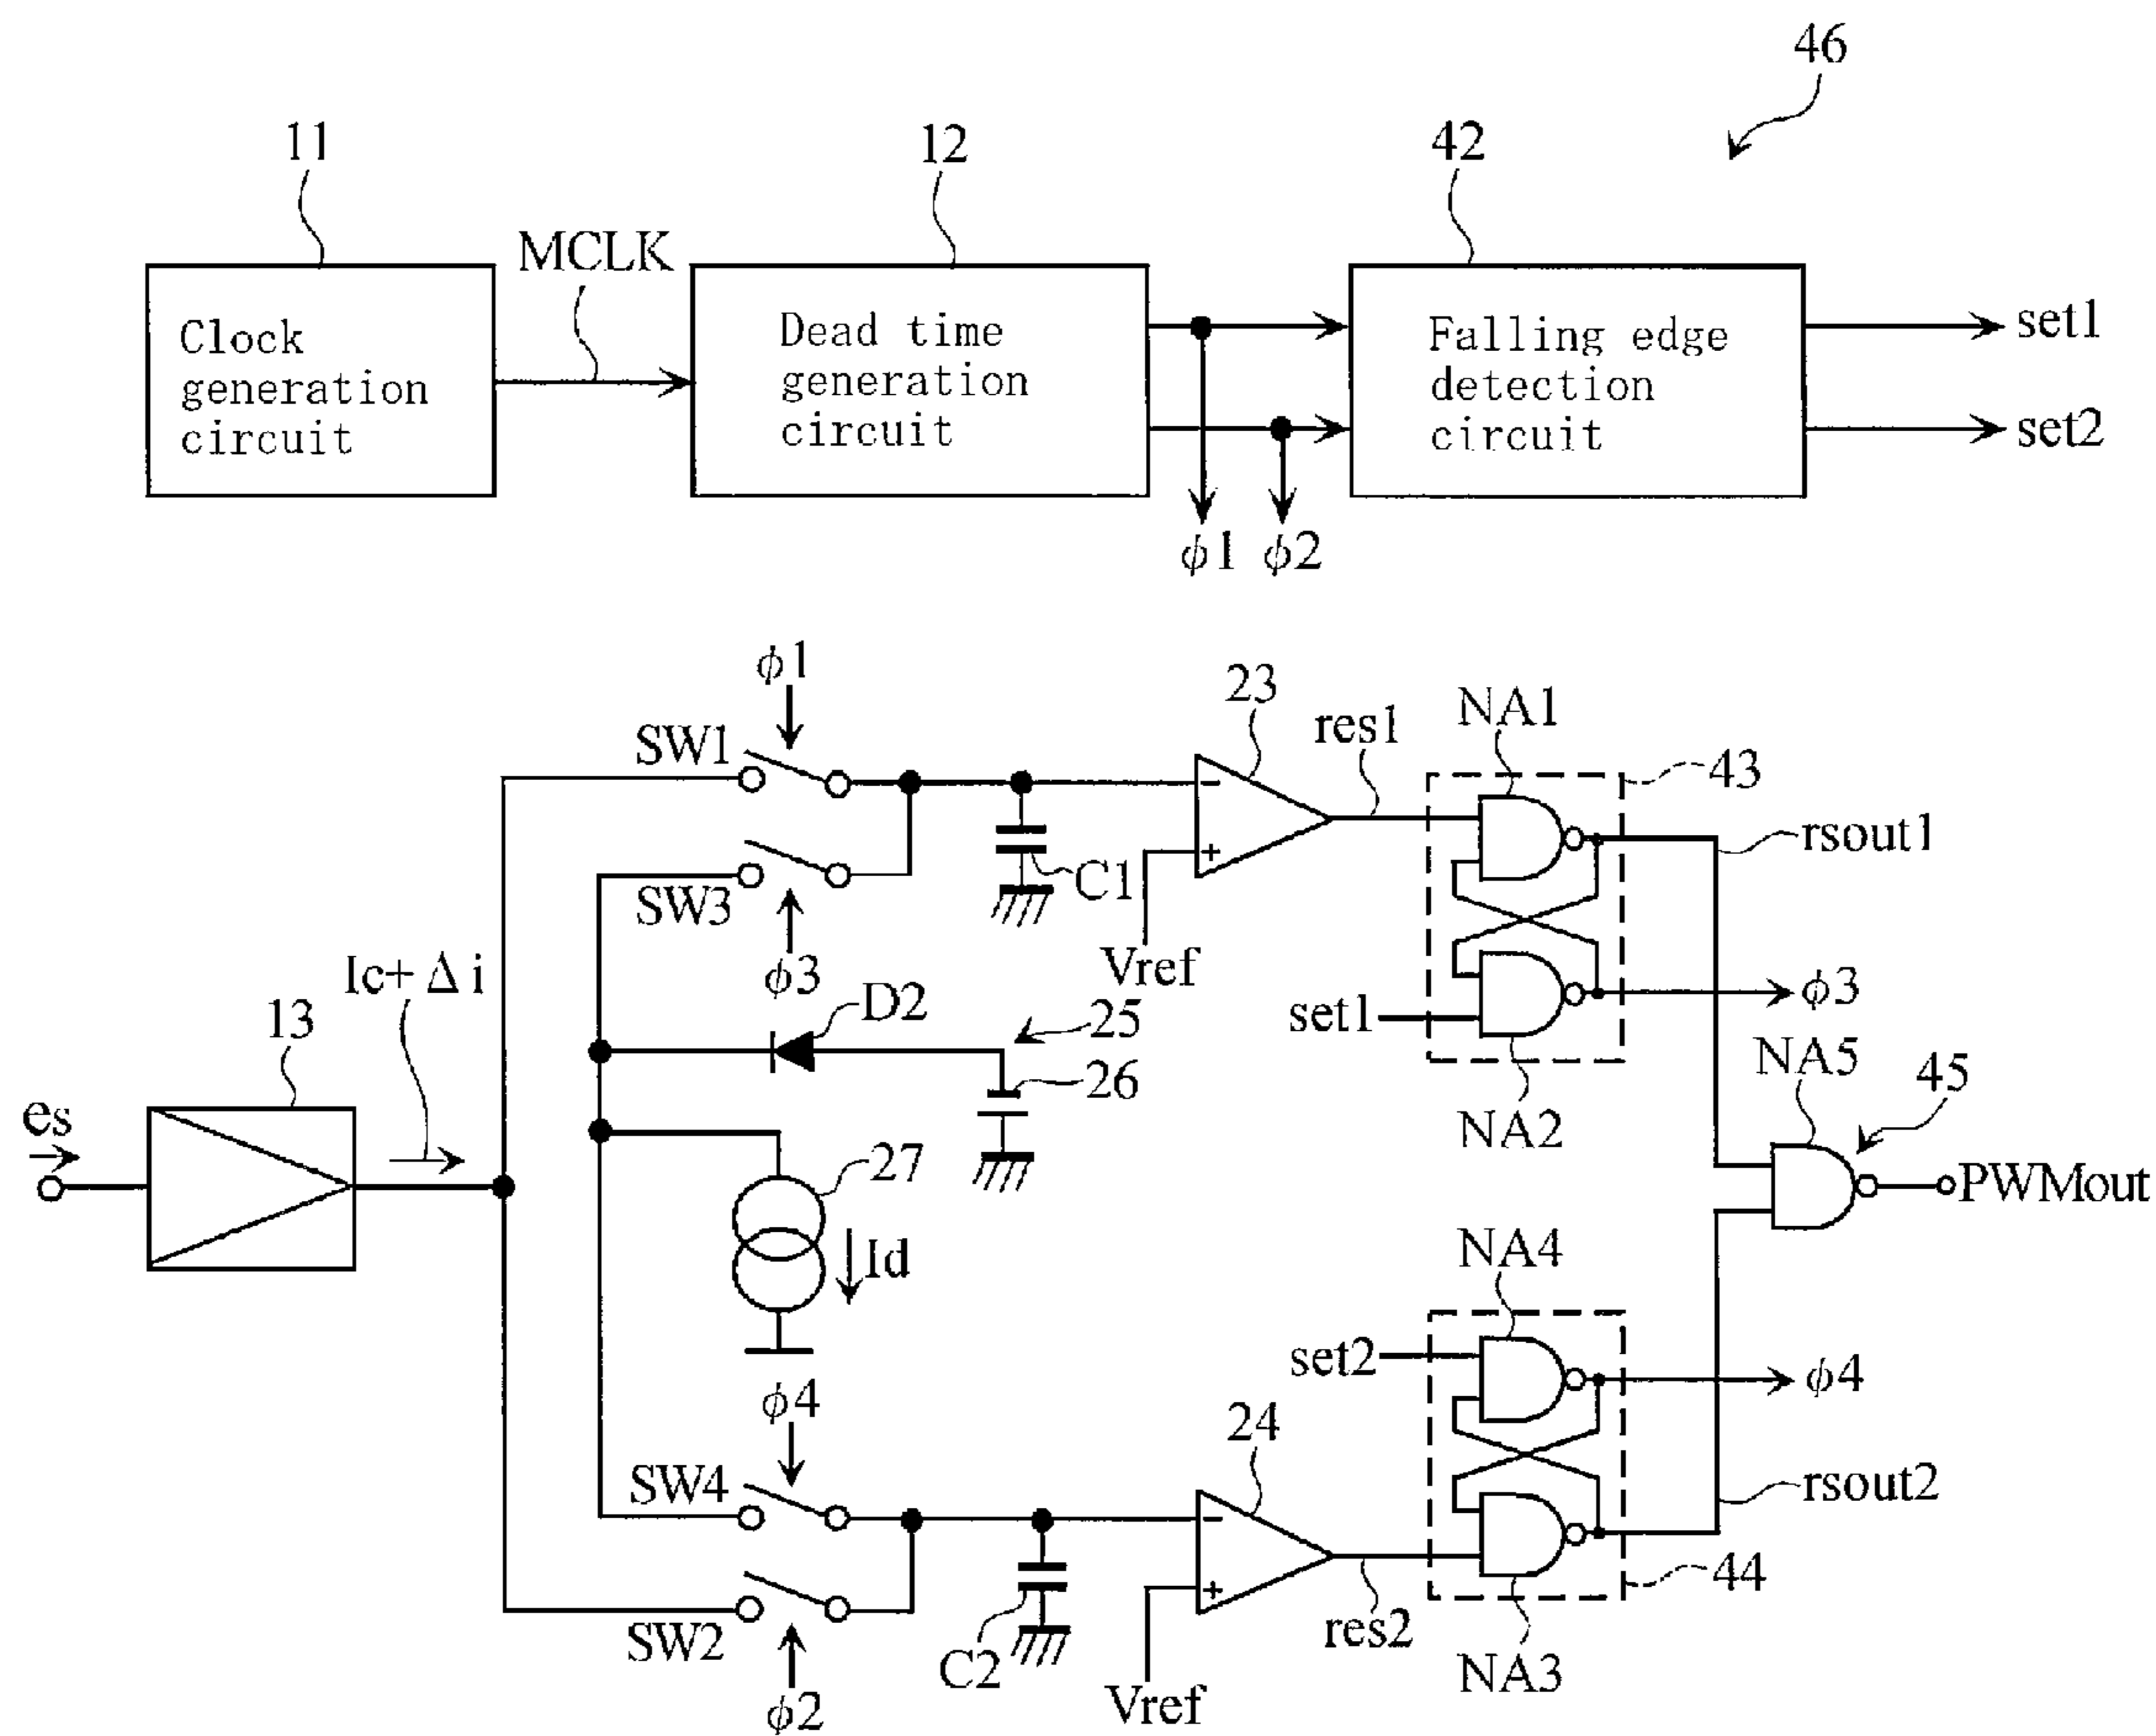 46
11
12
42
MCLK
Clock
generation
circuit
Dead time
generation
circuit
Falling edge
detection
circuit
set1
set2
ϕ1
ϕ2
ϕ1
SW1
23
res1
NA1
43
rsout1
SW3
C1
ϕ3
Vref
Ic+Δi
13
D2
25
set1
ϕ3
26
NA2
NA5
45
es
27
PWMout
Id
NA4
set2
ϕ4
ϕ4
24
SW4
rsout2
44
SW2
C2
res2
NA3
ϕ2
Vref